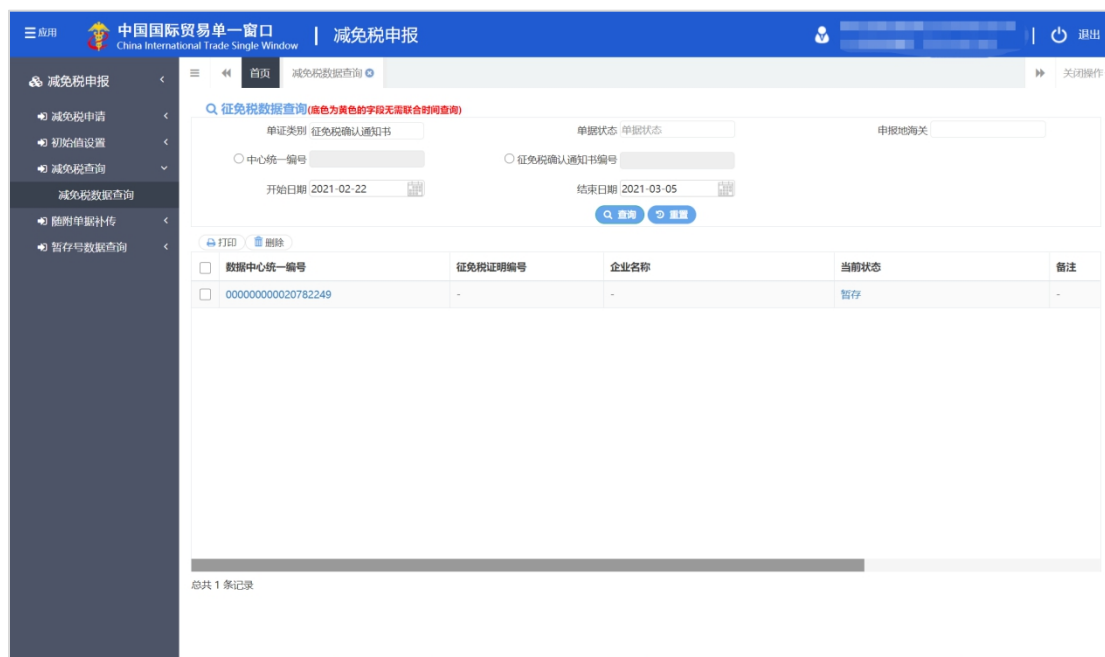 应用
中国国际贸易单一窗口
China International Trade Single Window
减免税申报
退出
减免税申报
减免税申请
初始值设置
减免税查询
减免税数据查询
随附单据补传
暂存号数据查询
首页 减免税数据查询 关闭操作
征免税数据查询(底色为黄色的字段无需联合时间查询)
单证类别 征免税确认通知书 单据状态 单据状态 申报地海关
中心统一编号 征免税确认通知书编号
开始日期 2021-02-22 结束日期 2021-03-05
查询 重置
打印 删除
数据中心统一编号 征免税证明编号 企业名称 当前状态 备注
000000000020782249 - - 暂存 -
总共 1 条记录